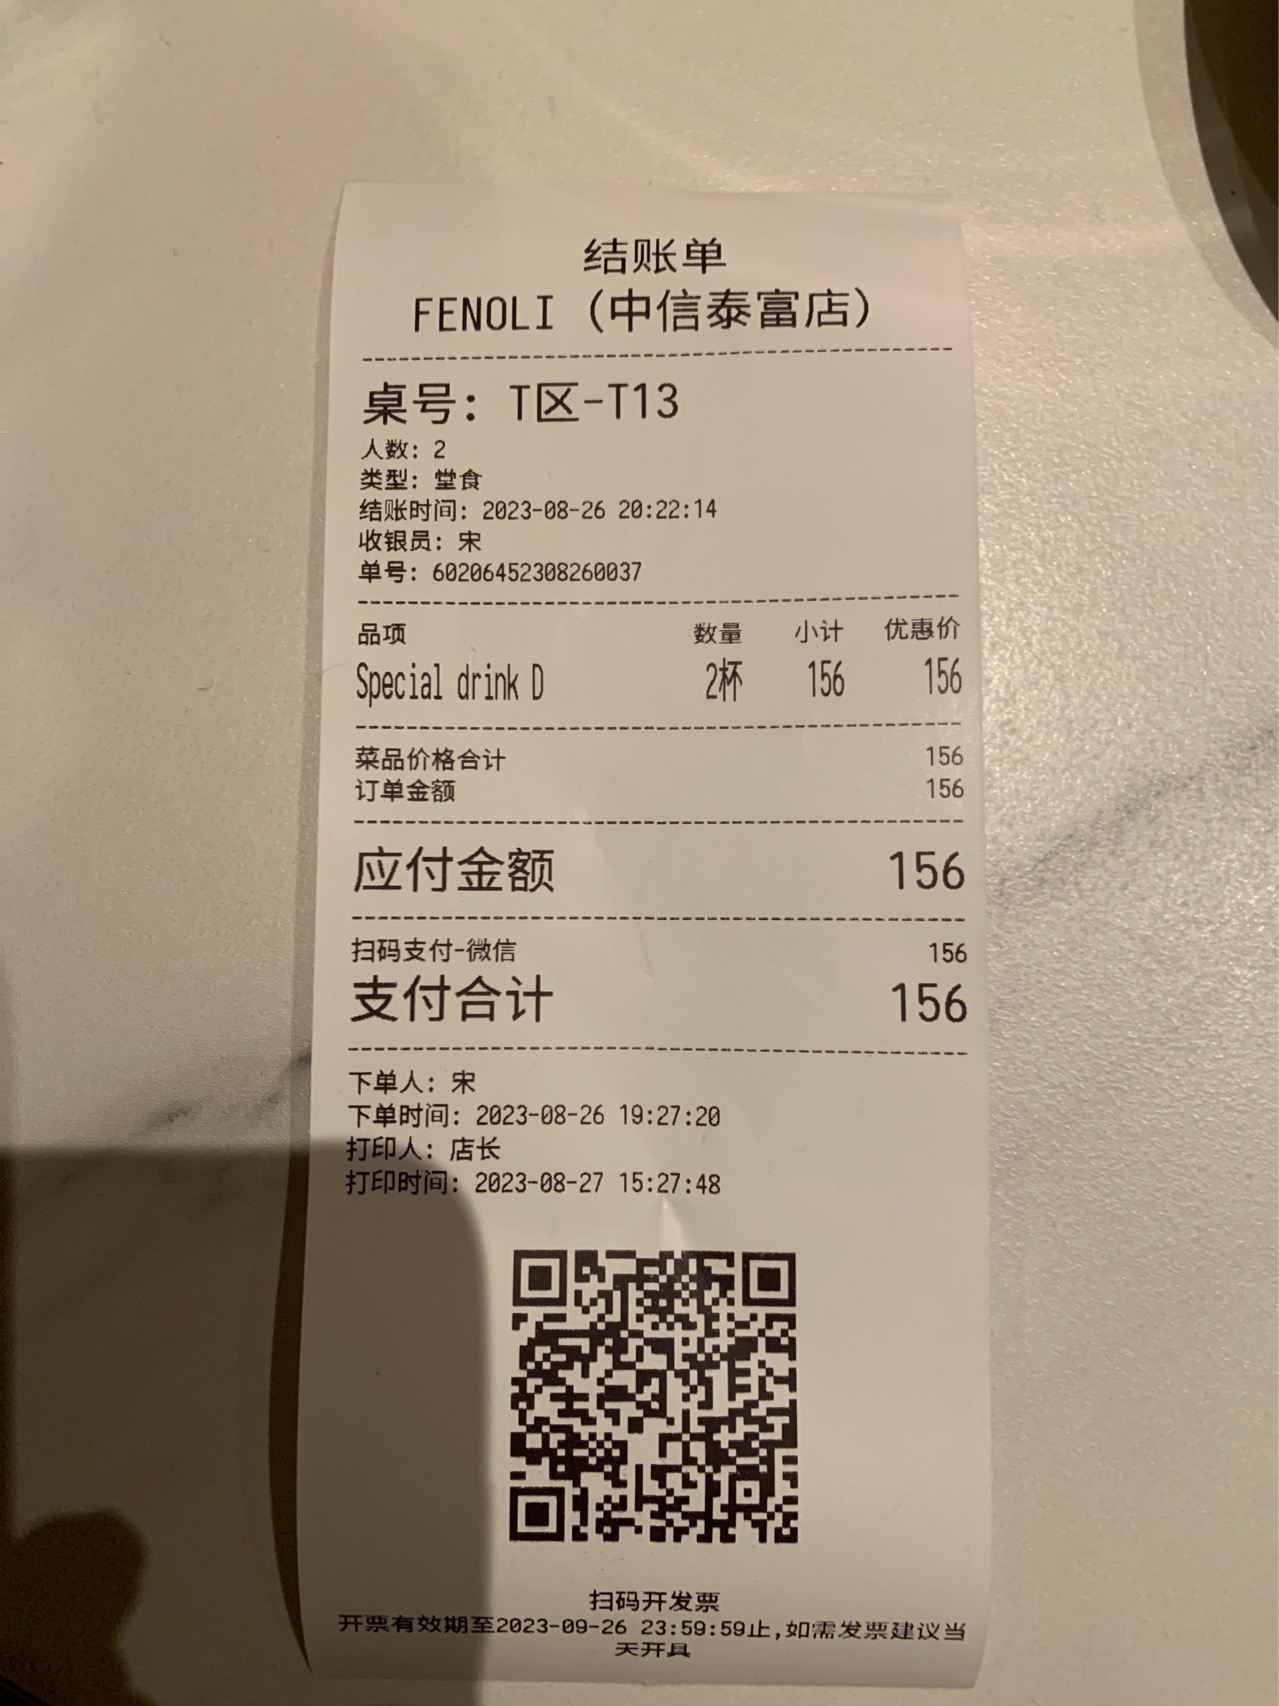 结账单
FENOLI (中信泰富店)
桌号: T区-T13
人数: 2
类型: 堂食
结账时间: 2023-08-26 20:22:14
收银员: 宋
单号: 60206452308260037
品项 数量 小计 优惠价
Special drink D 2杯 156 156
菜品价格合计 156
订单金额 156
应付金额 156
扫码支付-微信 156
支付合计 156
下单人: 宋
下单时间: 2023-08-26 19:27:20
打印人: 店长
打印时间: 2023-08-27 15:27:48
扫码开发票
开票有效期至2023-09-26 23:59:59止,如需发票建议当
天开具